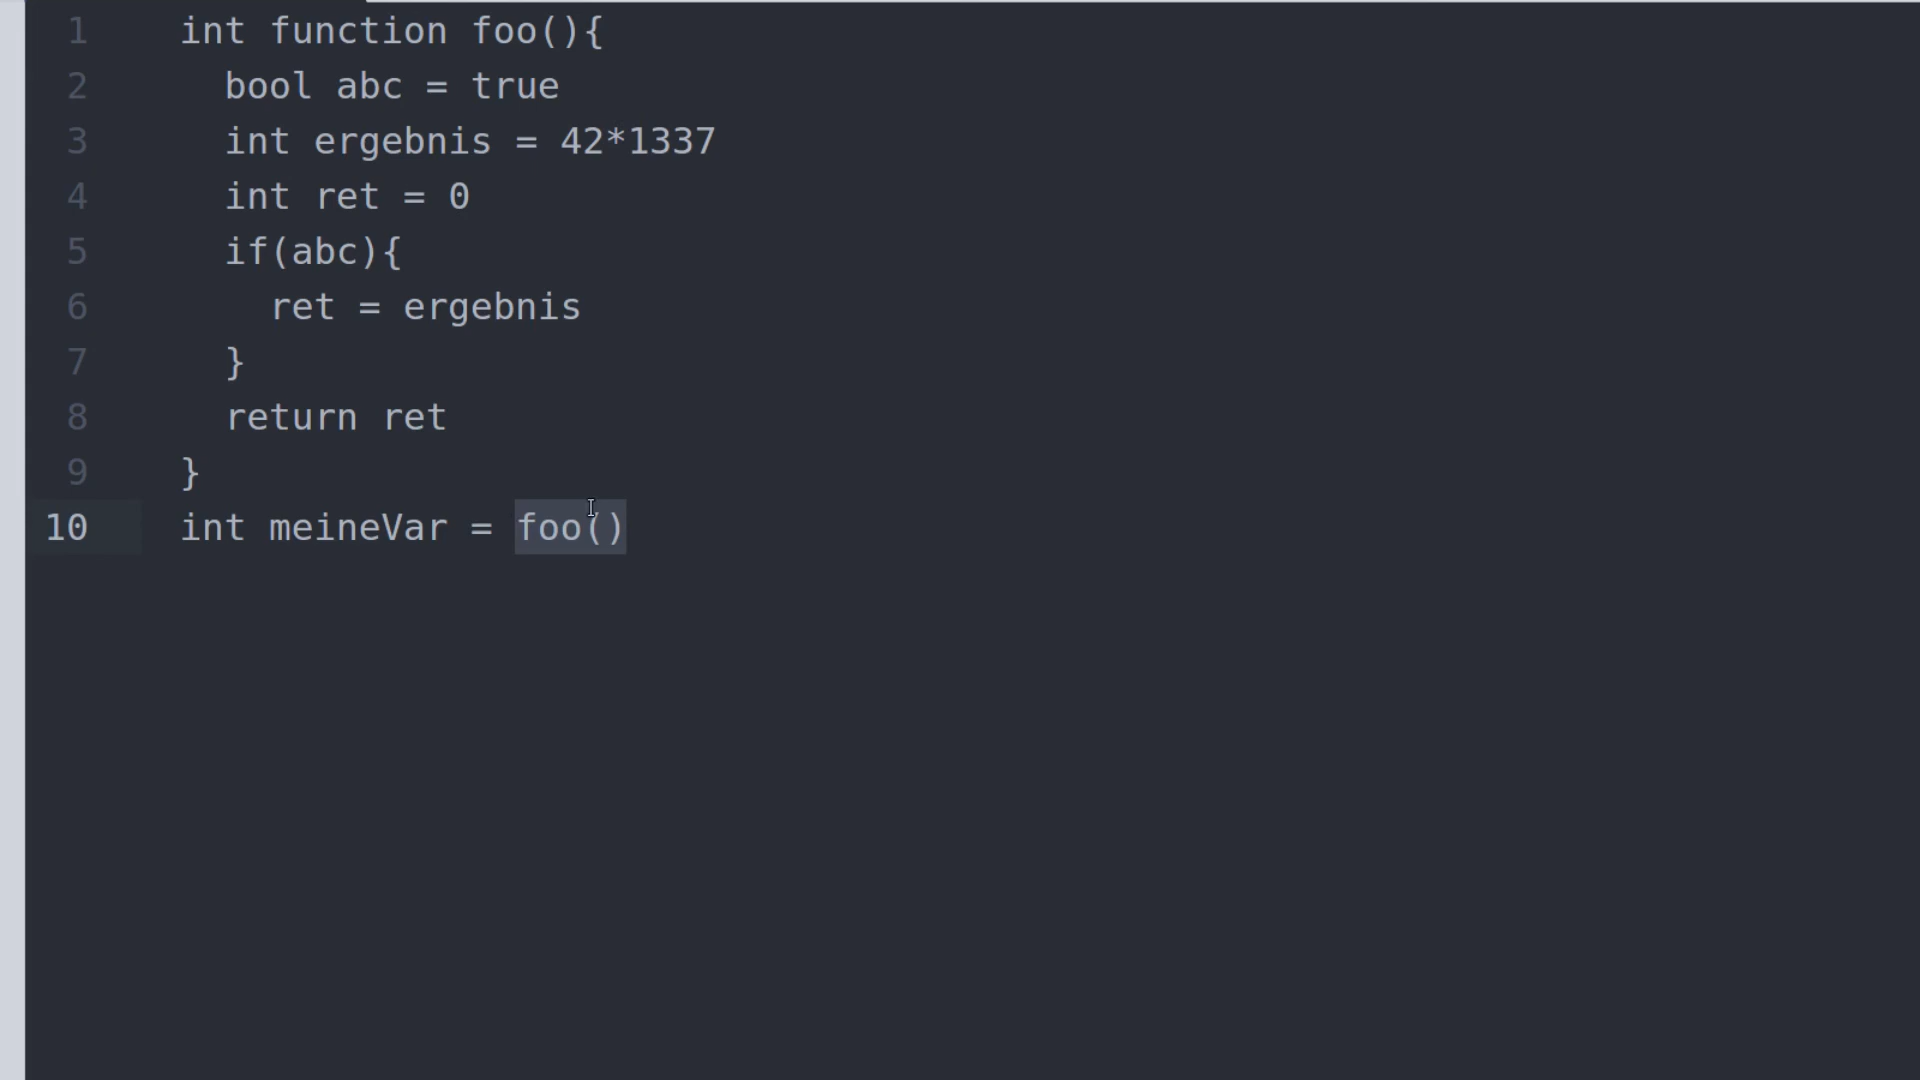 1 int function foo(){
2 bool abc = true
3 int ergebnis = 42*1337
4 int ret = 0
5 if(abc){
6 ret = ergebnis
7 }
8 return ret
9 }
10 int meineVar = foo()